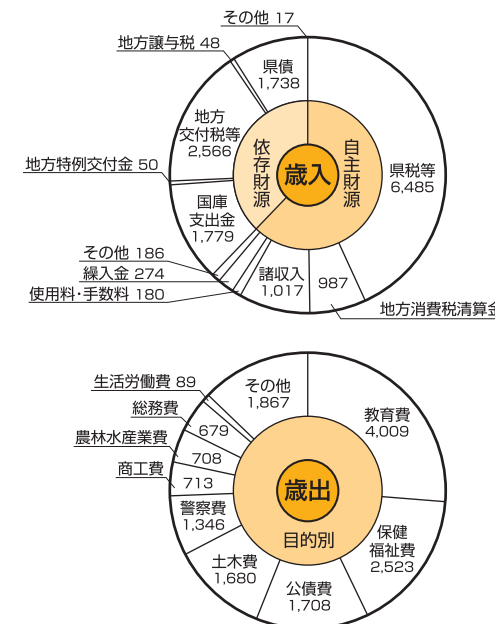 その他 17
地方譲与税 48
県債
1,738
地方
交付税等
2,566
地方特例交付金 50
国庫
支出金
1,779
その他 186
繰入金 274
使用料・手数料 180
諸収入
1,017
987
地方消費税清算金
県税等
6,485
依存財源
歳入
自主財源
生活労働費 89
その他
1,867
総務費
679
農林水産業費
708
商工費
713
警察費
1,346
土木費
1,680
公債費
1,708
保健
福祉費
2,523
教育費
4,009
歳出
目的別